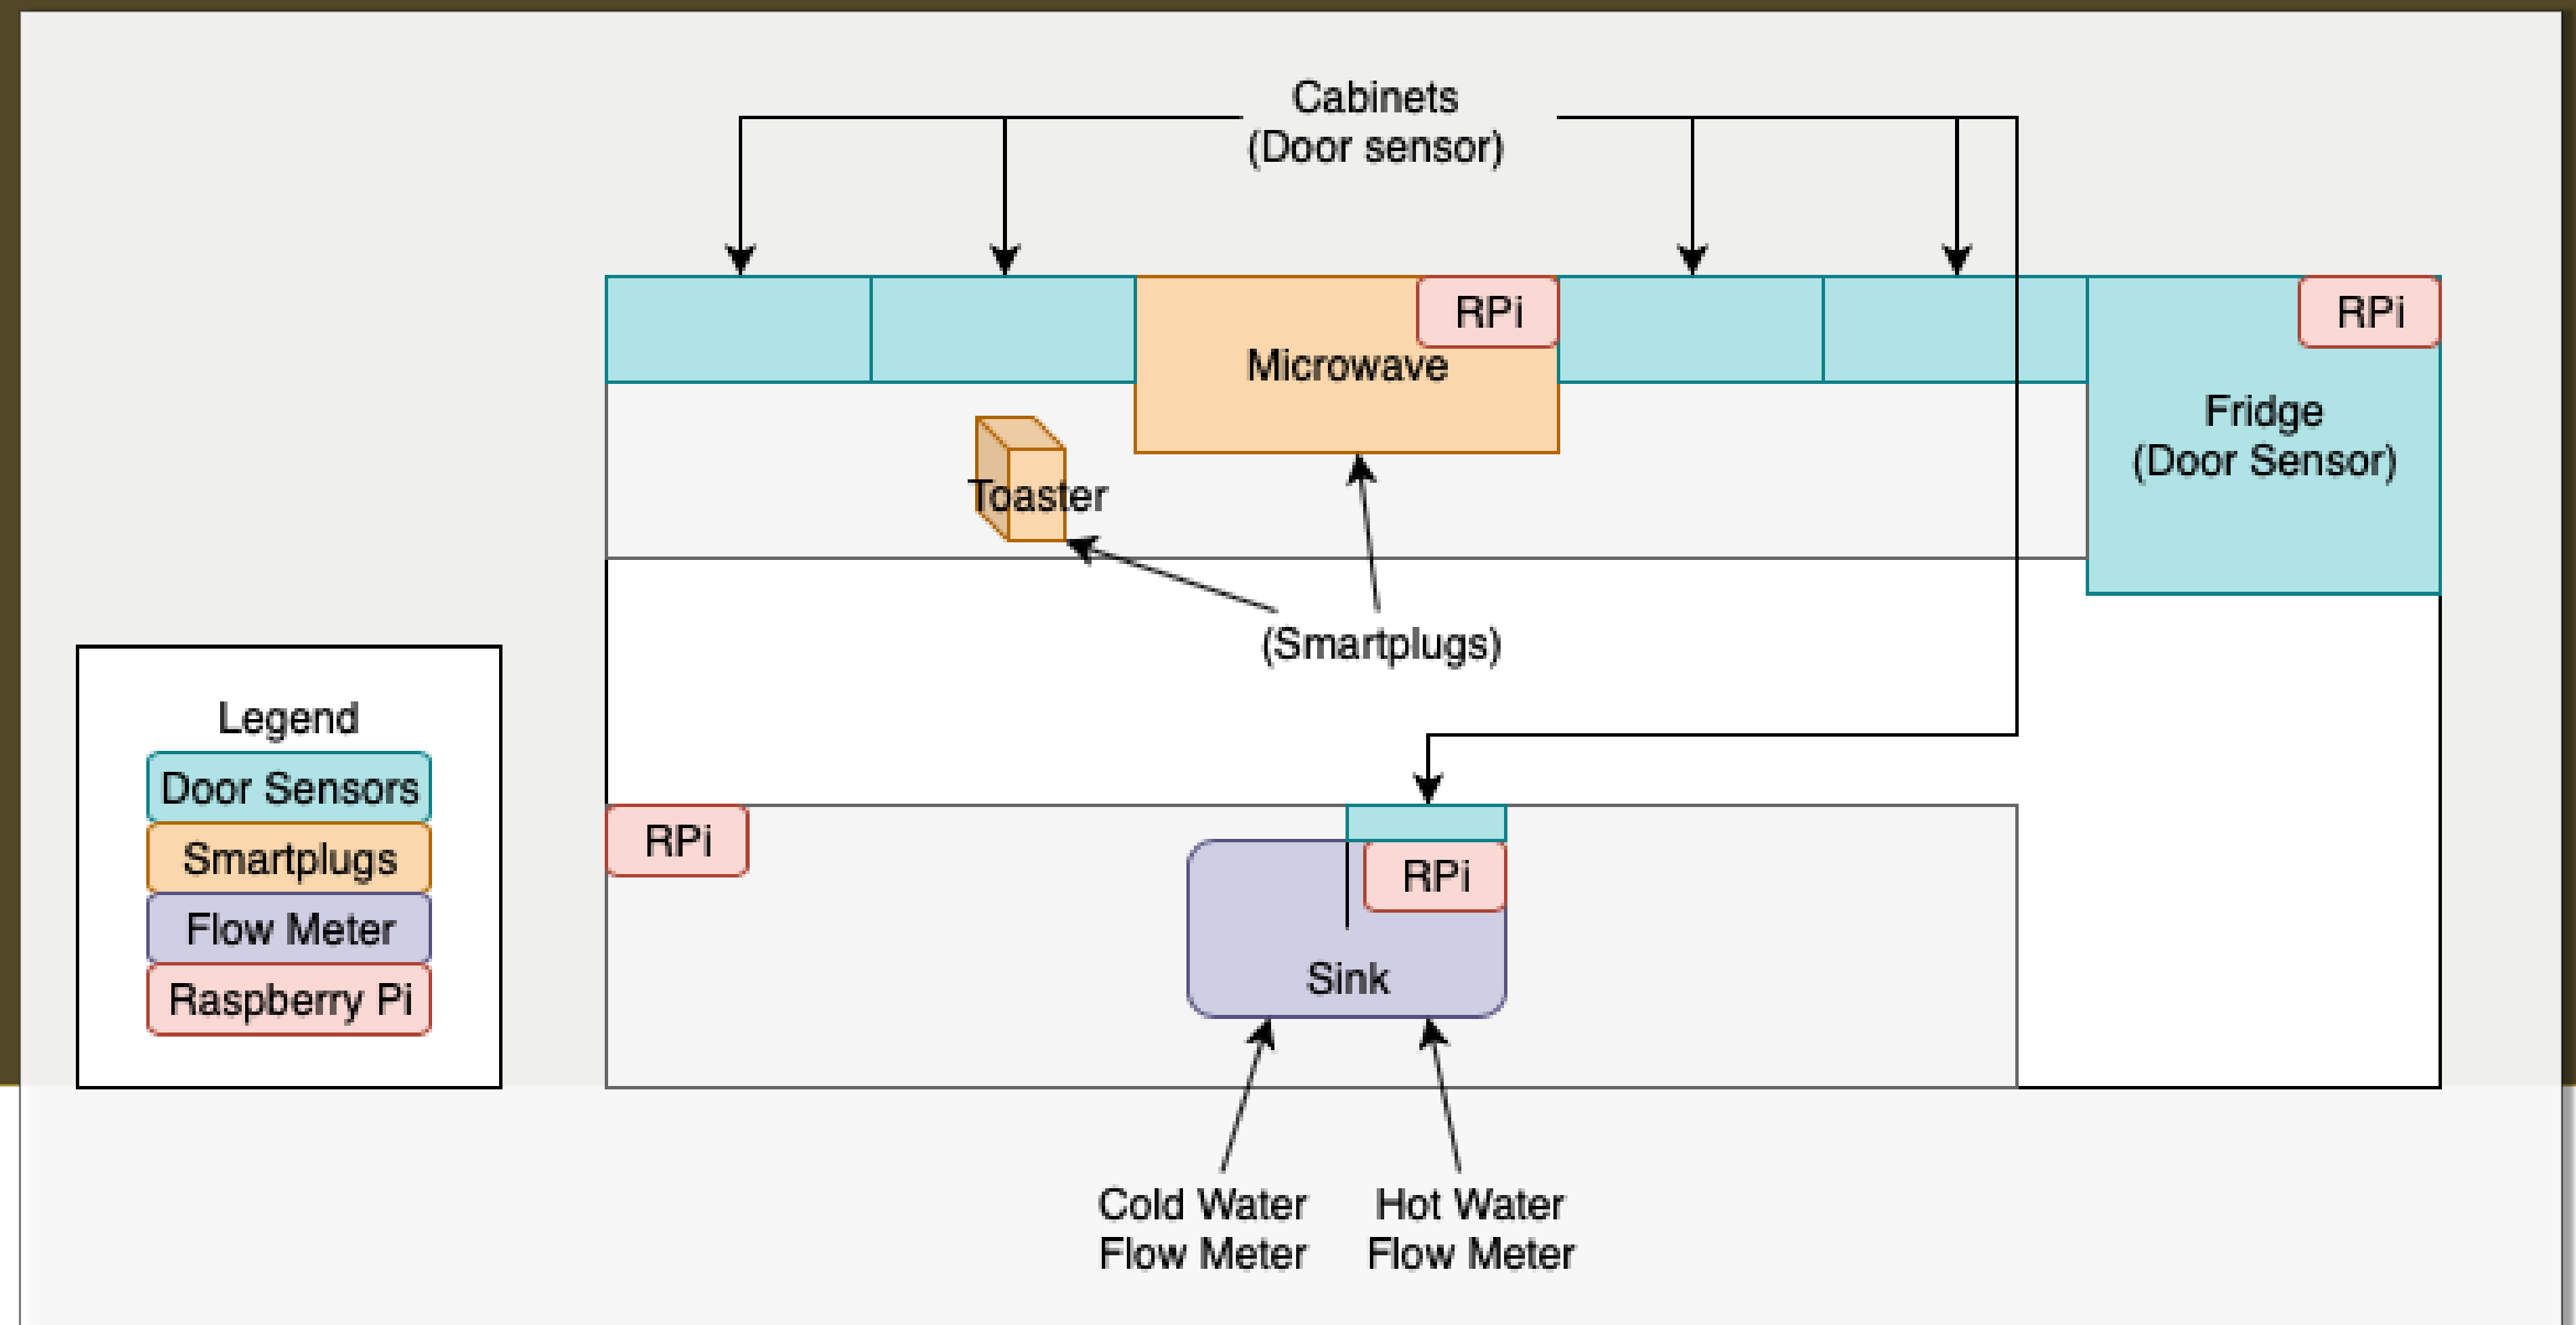 Cabinets
(Door sensor)
RPi
RPi
Microwave
Fridge
(Door Sensor)
Toaster
(Smartplugs)
Legend
Door Sensors
Smartplugs
Flow Meter
Raspberry Pi
RPi
RPi
Sink
Cold Water
Flow Meter
Hot Water
Flow Meter